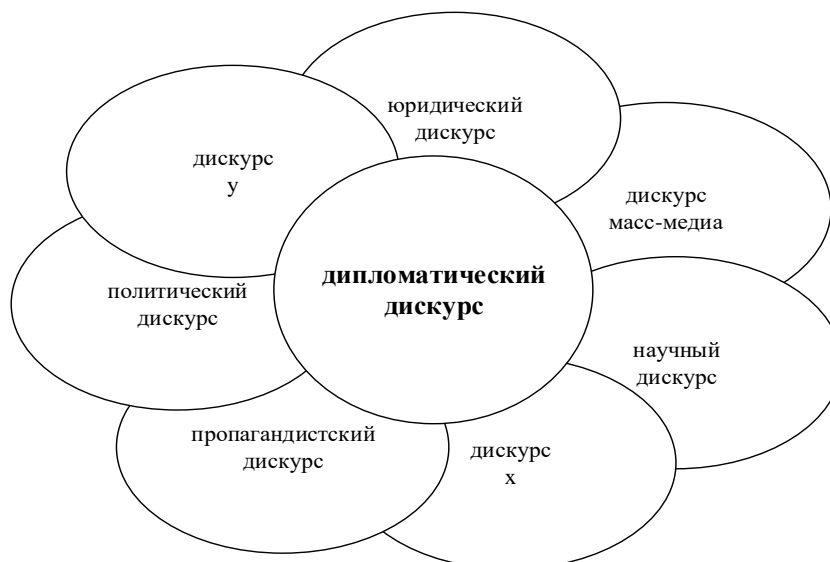 юридический
дискурс
дискурс
у
дискурс
масс-медиа
дипломатический
дискурс
политический
дискурс
научный
дискурс
пропагандистский
дискурс
дискурс
х